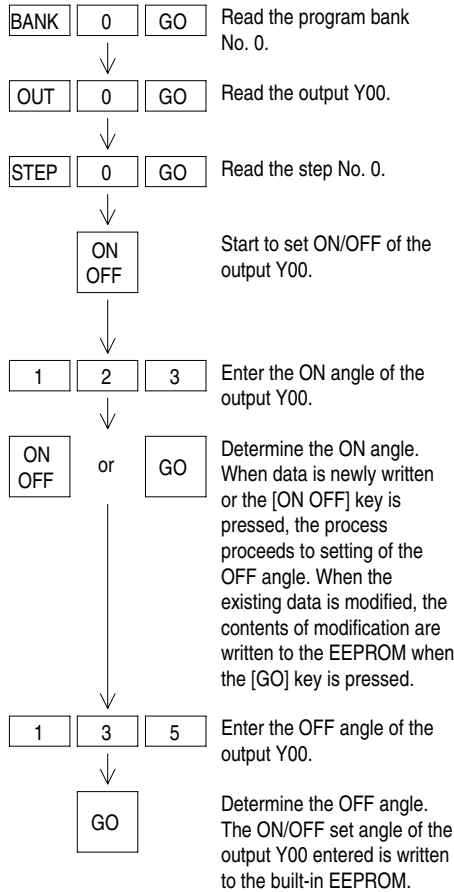 BANK 0 GO Read the program bank
No. 0.
OUT 0 GO Read the output Y00.
STEP 0 GO Read the step No. 0.
ON
OFF
Start to set ON/OFF of the
output Y00.
1 2 3 Enter the ON angle of the
output Y00.
ON
OFF
or
GO
Determine the ON angle.
When data is newly written
or the [ON OFF] key is
pressed, the process
proceeds to setting of the
OFF angle. When the
existing data is modified, the
contents of modification are
written to the EEPROM when
the [GO] key is pressed.
1 3 5 Enter the OFF angle of the
output Y00.
GO
Determine the OFF angle.
The ON/OFF set angle of the
output Y00 entered is written
to the built-in EEPROM.